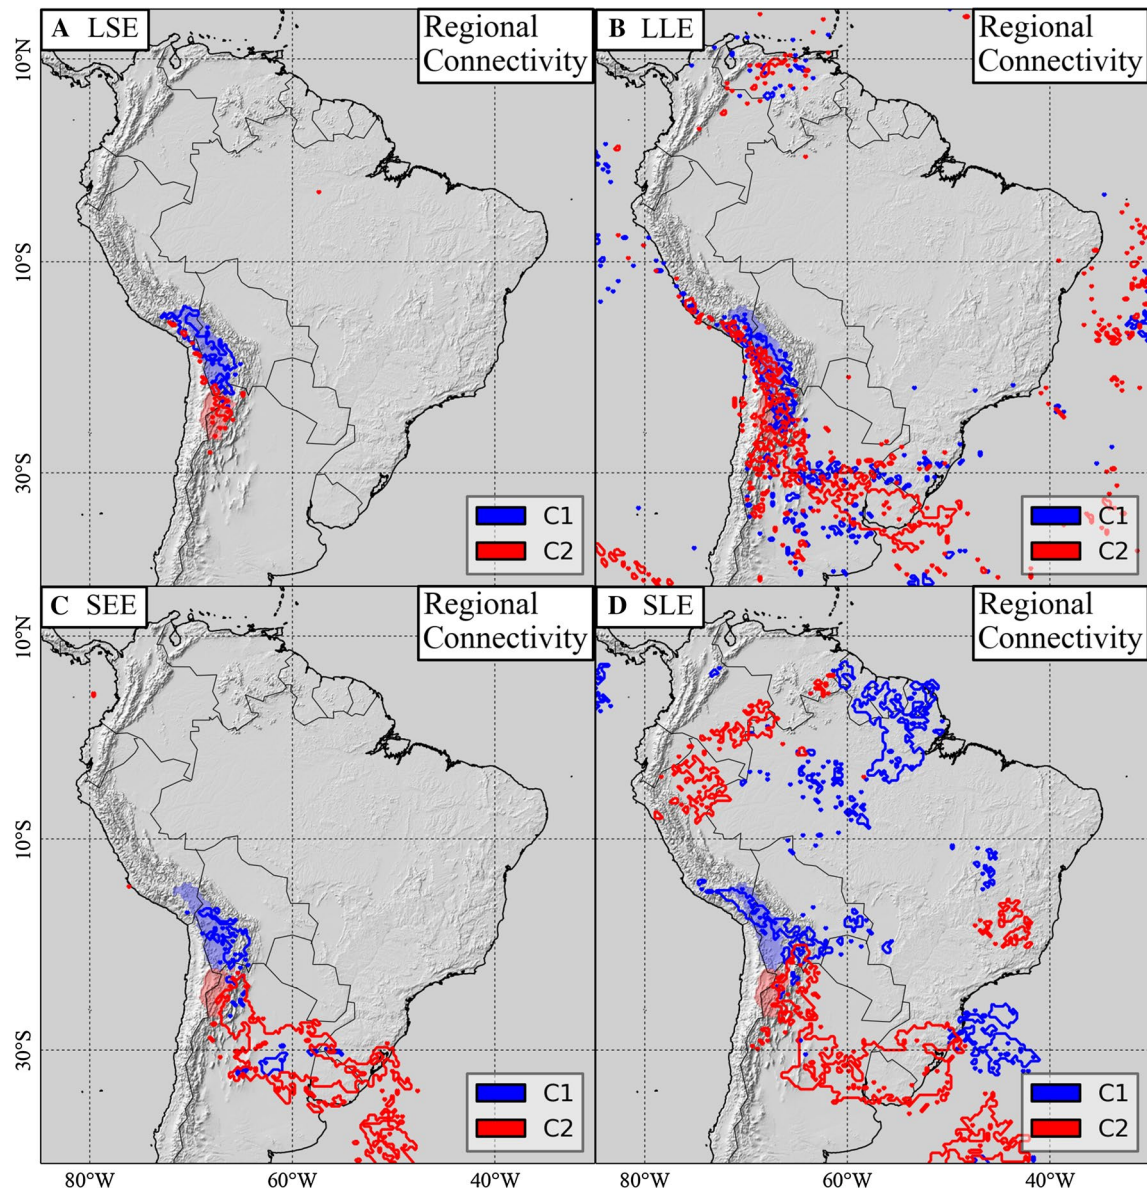 A LSE
Regional
Connectivity
B LLE
Regional
Connectivity
10°N
10°S
30°S
C1
C2
C1
C2
C SEE
Regional
Connectivity
D SLE
Regional
Connectivity
10°N
10°S
30°S
C1
C2
C1
C2
80°W
60°W
40°W
80°W
60°W
40°W